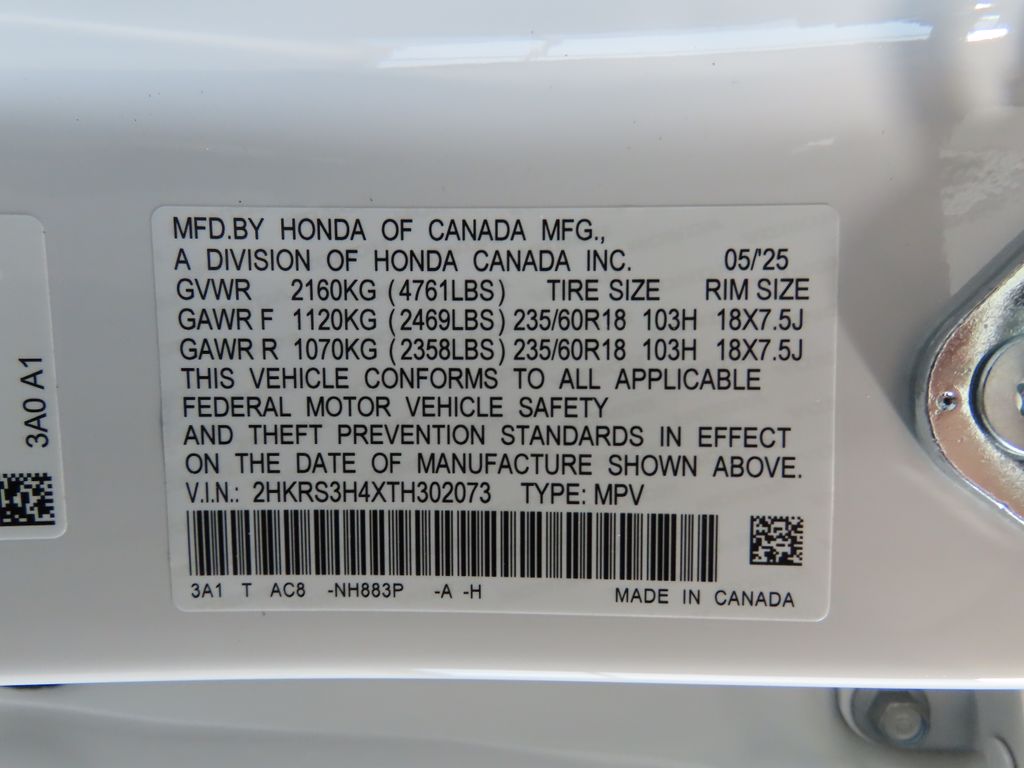 MFD.BY HONDA OF CANADA MFG.,
A DIVISION OF HONDA CANADA INC. 05/'25
GVWR 2160KG (4761LBS) TIRE SIZE RIM SIZE
GAWR F 1120KG (2469LBS) 235/60R18 103H 18X7.5J
GAWR R 1070KG (2358LBS) 235/60R18 103H 18X7.5J
THIS VEHICLE CONFORMS TO ALL APPLICABLE
FEDERAL MOTOR VEHICLE SAFETY
AND THEFT PREVENTION STANDARDS IN EFFECT
ON THE DATE OF MANUFACTURE SHOWN ABOVE.
V.I.N.: 2HKRS3H4XTH302073 TYPE: MPV
3A1 T AC8 -NH883P -A -H MADE IN CANADA
3A0 A1